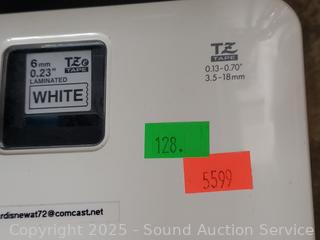 6mm
0.23"
LAMINATED
TZe
TAPE
WHITE
TZ
TAPE
0.13-0.70"
3.5-18mm
128.
5599
ardisnewat72@comcast.net
Copyright 2025 - Sound Auction Service